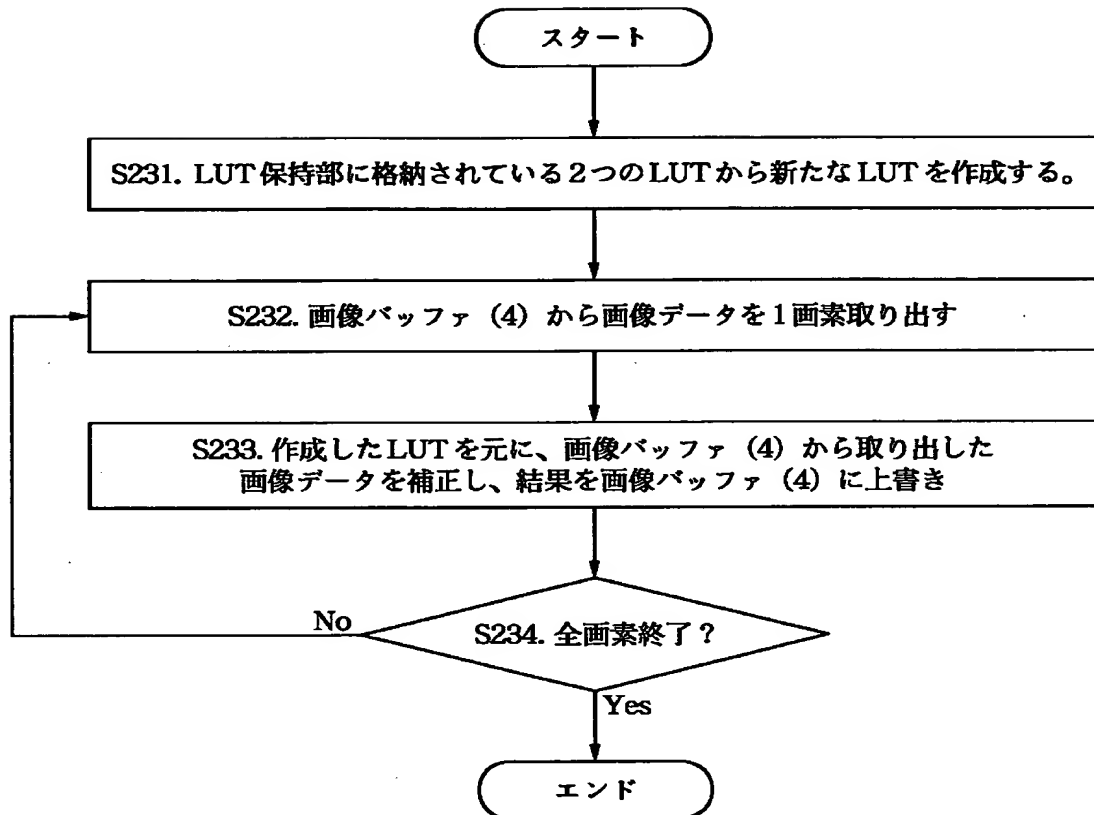 スタート
S231. LUT保持部に格納されている2つのLUTから新たなLUTを作成する。
S232. 画像バッファ (4) から画像データを1画素取り出す
S233. 作成したLUTを元に、画像バッファ (4) から取り出した
画像データを補正し、結果を画像バッファ (4) に上書き
No
S234. 全画素終了？
Yes
エンド